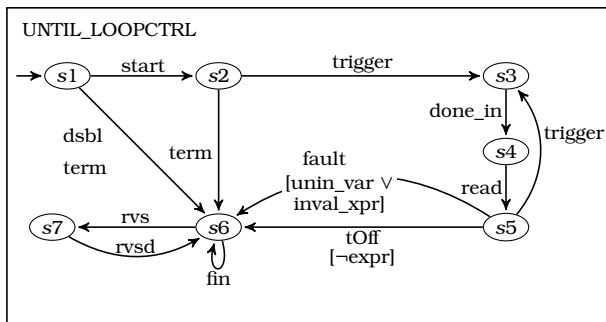 UNTIL_LOOPCTRL
s1
start
s2
trigger
s3
dsbl
term
term
done_in
trigger
s4
fault
[unin_var ∨
inval_xpr]
read
s7
rvs
rvsd
s6
tOff
[¬expr]
s5
fin